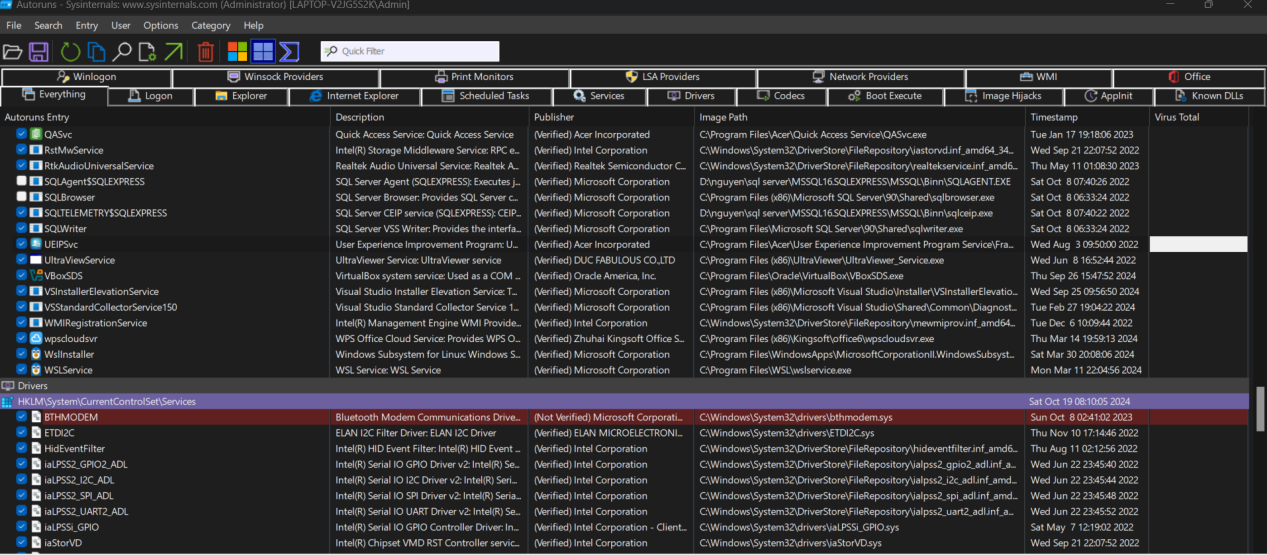 Autoruns - Sysinternals: www.sysinternals.com (Administrator) [LAPTOP-V2JG5S2K\Admin]
File Search Entry User Options Category Help
Quick Filter
Winlogon Winsock Providers Print Monitors LSA Providers Network Providers WMI Office
Everything Logon Explorer Internet Explorer Scheduled Tasks Services Drivers Codecs Boot Execute Image Hijacks AppInit Known DLLs
Autoruns Entry Description Publisher Image Path Timestamp Virus Total
QASvc Quick Access Service: Quick Access Service (Verified) Acer Incorporated C:\Program Files\Acer\Quick Access Service\QASvc.exe Tue Jan 17 19:18:06 2023
RstMwService Intel(R) Storage Middleware Service: RPC e... (Verified) Intel Corporation C:\Windows\System32\DriverStore\FileRepository\iastorvd.inf_amd64_34... Wed Sep 21 22:07:52 2022
RtkAudioUniversalService Realtek Audio Universal Service: Realtek A... (Verified) Realtek Semiconductor C... C:\Windows\System32\DriverStore\FileRepository\realtekservice.inf_amd6... Thu May 11 01:08:30 2023
SQLAgent$SQLEXPRESS SQL Server Agent (SQLEXPRESS): Executes j... (Verified) Microsoft Corporation D:\nguyen\sql server\MSSQL16.SQLEXPRESS\MSSQL\Binn\SQLAGENT.EXE Sat Oct 8 07:40:26 2022
SQLBrowser SQL Server Browser: Provides SQL Server c... (Verified) Microsoft Corporation C:\Program Files (x86)\Microsoft SQL Server\90\Shared\sqlbrowser.exe Sat Oct 8 06:33:24 2022
SQLTELEMETRY$SQLEXPRESS SQL Server CEIP service (SQLEXPRESS): CEIP... (Verified) Microsoft Corporation D:\nguyen\sql server\MSSQL16.SQLEXPRESS\MSSQL\Binn\sqlceip.exe Sat Oct 8 07:40:22 2022
SQLWriter SQL Server VSS Writer: Provides the interfa... (Verified) Microsoft Corporation C:\Program Files\Microsoft SQL Server\90\Shared\sqlwriter.exe Sat Oct 8 06:33:24 2022
UEIPSvc User Experience Improvement Program: U... (Verified) Acer Incorporated C:\Program Files\Acer\User Experience Improvement Program Service\Fra... Wed Aug 3 09:50:00 2022
UltraViewService UltraViewer Service: UltraViewer service (Verified) DUC FABULOUS CO.,LTD C:\Program Files (x86)\UltraViewer\UltraViewer_Service.exe Wed Jun 8 16:52:44 2022
VBoxSDS VirtualBox system service: Used as a COM ... (Verified) Oracle America, Inc. C:\Program Files\Oracle\VirtualBox\VBoxSDS.exe Thu Sep 26 15:47:52 2024
VSInstallerElevationService Visual Studio Installer Elevation Service: T... (Verified) Microsoft Corporation C:\Program Files (x86)\Microsoft Visual Studio\Installer\VSInstallerElevatio... Wed Sep 25 09:56:50 2024
VSStandardCollectorService150 Visual Studio Standard Collector Service 1... (Verified) Microsoft Corporation C:\Program Files (x86)\Microsoft Visual Studio\Shared\Common\Diagnost... Tue Feb 27 19:04:22 2024
WMIRegistrationService Intel(R) Management Engine WMI Provide... (Verified) Intel Corporation C:\Windows\System32\DriverStore\FileRepository\mewmiprov.inf_amd64... Tue Dec 6 10:09:44 2022
wpscloudsvr WPS Office Cloud Service: Provides WPS O... (Verified) Zhuhai Kingsoft Office S... C:\Program Files (x86)\Kingsoft\office6\wpscloudsvr.exe Thu Mar 14 19:59:13 2024
WslInstaller Windows Subsystem for Linux: Windows S... (Verified) Microsoft Corporation C:\Program Files\WindowsApps\MicrosoftCorporationII.WindowsSubsyst... Sat Mar 30 20:08:06 2024
WSLService WSL Service: WSL Service (Verified) Microsoft Corporation C:\Program Files\WSL\wslservice.exe Mon Mar 11 22:04:56 2024
Drivers
HKLM\System\CurrentControlSet\Services Sat Oct 19 08:10:05 2024
BTHMODEM Bluetooth Modem Communications Drive... (Not Verified) Microsoft Corporati... C:\Windows\System32\drivers\bthmodem.sys Sun Oct 8 02:41:02 2023
ETDI2C ELAN I2C Filter Driver: ELAN I2C Driver (Verified) ELAN MICROELECTRONI... C:\Windows\System32\drivers\ETDI2C.sys Thu Nov 10 17:14:46 2022
HidEventFilter Intel(R) HID Event Filter: Intel(R) HID Event ... (Verified) Intel Corporation C:\Windows\System32\DriverStore\FileRepository\hideventfilter.inf_amd6... Thu Aug 11 02:12:56 2022
iaLPSS2_GPIO2_ADL Intel(R) Serial IO GPIO Driver v2: Intel(R) Se... (Verified) Intel Corporation C:\Windows\System32\DriverStore\FileRepository\ialpss2_gpio2_adl.inf_a... Wed Jun 22 23:45:40 2022
iaLPSS2_I2C_ADL Intel(R) Serial IO I2C Driver v2: Intel(R) Seri... (Verified) Intel Corporation C:\Windows\System32\DriverStore\FileRepository\ialpss2_i2c_adl.inf_amd... Wed Jun 22 23:45:44 2022
iaLPSS2_SPI_ADL Intel(R) Serial IO SPI Driver v2: Intel(R) Seria... (Verified) Intel Corporation C:\Windows\System32\DriverStore\FileRepository\ialpss2_spi_adl.inf_amd... Wed Jun 22 23:45:48 2022
iaLPSS2_UART2_ADL Intel(R) Serial IO UART Driver v2: Intel(R) Se... (Verified) Intel Corporation C:\Windows\System32\DriverStore\FileRepository\ialpss2_uart2_adl.inf_a... Wed Jun 22 23:45:52 2022
iaLPSSi_GPIO Intel(R) Serial IO GPIO Controller Driver: In... (Verified) Intel Corporation - Client... C:\Windows\System32\drivers\iaLPSSi_GPIO.sys Sat May 7 12:19:02 2022
iaStorVD Intel(R) Chipset VMD RST Controller servic... (Verified) Intel Corporation C:\Windows\System32\drivers\iaStorVD.sys Wed Sep 21 22:07:52 2022